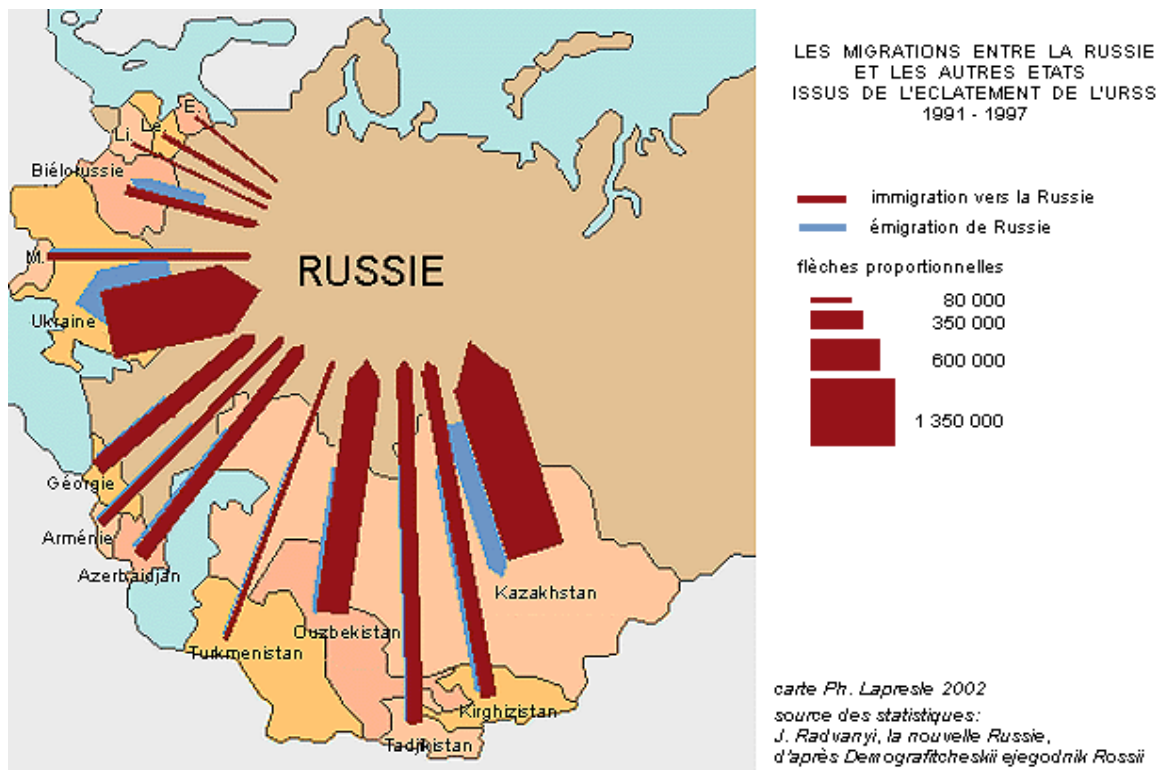 LES MIGRATIONS ENTRE LA RUSSIE
ET LES AUTRES ETATS
ISSUS DE L'ECLATEMENT DE L'URSS
1991 - 1997
immigration vers la Russie
émigration de Russie
flèches proportionnelles
80 000
350 000
600 000
1 350 000
E.
Le.
Li.
Biélorussie
M.
RUSSIE
Ukraine
Géorgie
Arménie
Azerbaidjan
Kazakhstan
Ouzbekistan
Turkmenistan
Kirghizistan
Tadjikistan
carte Ph. Lapresle 2002
source des statistiques:
J. Radvanyi, la nouvelle Russie,
d'après Demografitcheskii ejegodnik Rossii